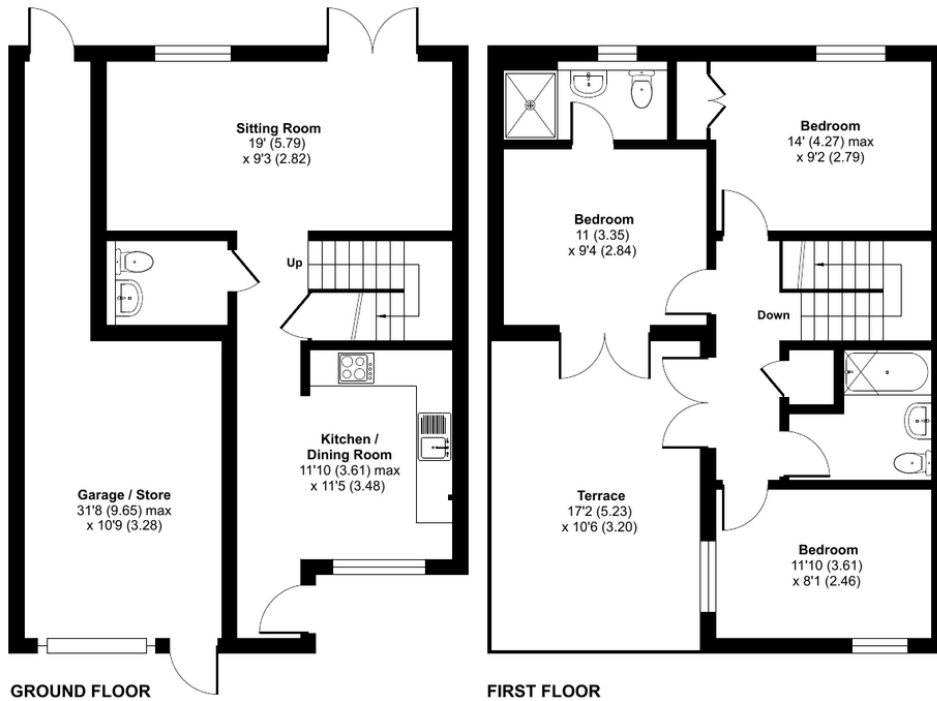 Sitting Room
19' (5.79)
x 9'3 (2.82)
Up
Kitchen /
Dining Room
11'10 (3.61) max
x 11'5 (3.48)
Garage / Store
31'8 (9.65) max
x 10'9 (3.28)
GROUND FLOOR
Bedroom
14' (4.27) max
x 9'2 (2.79)
Bedroom
11 (3.35)
x 9'4 (2.84)
Down
Terrace
17'2 (5.23)
x 10'6 (3.20)
Bedroom
11'10 (3.61)
x 8'1 (2.46)
FIRST FLOOR